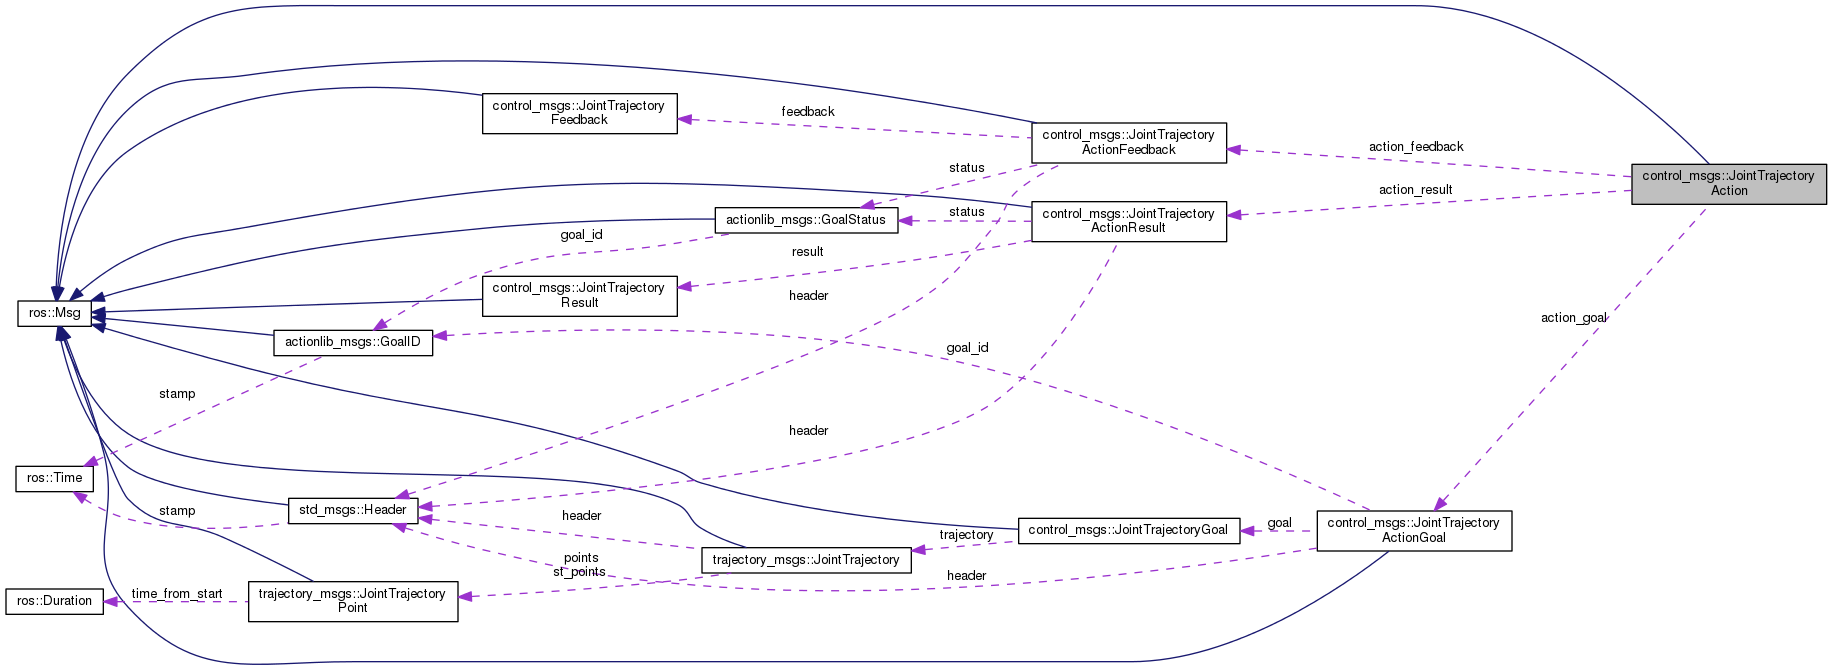 control_msgs::JointTrajectory
Feedback
feedback
control_msgs::JointTrajectory
ActionFeedback
action_feedback
control_msgs::JointTrajectory
Action
status
action_result
actionlib_msgs::GoalStatus
status
control_msgs::JointTrajectory
ActionResult
goal_id
result
control_msgs::JointTrajectory
Result
header
ros::Msg
action_goal
actionlib_msgs::GoalID
goal_id
stamp
header
ros::Time
stamp
std_msgs::Header
header
control_msgs::JointTrajectoryGoal
goal
control_msgs::JointTrajectory
ActionGoal
trajectory
points
st_points
trajectory_msgs::JointTrajectory
header
ros::Duration
time_from_start
trajectory_msgs::JointTrajectory
Point